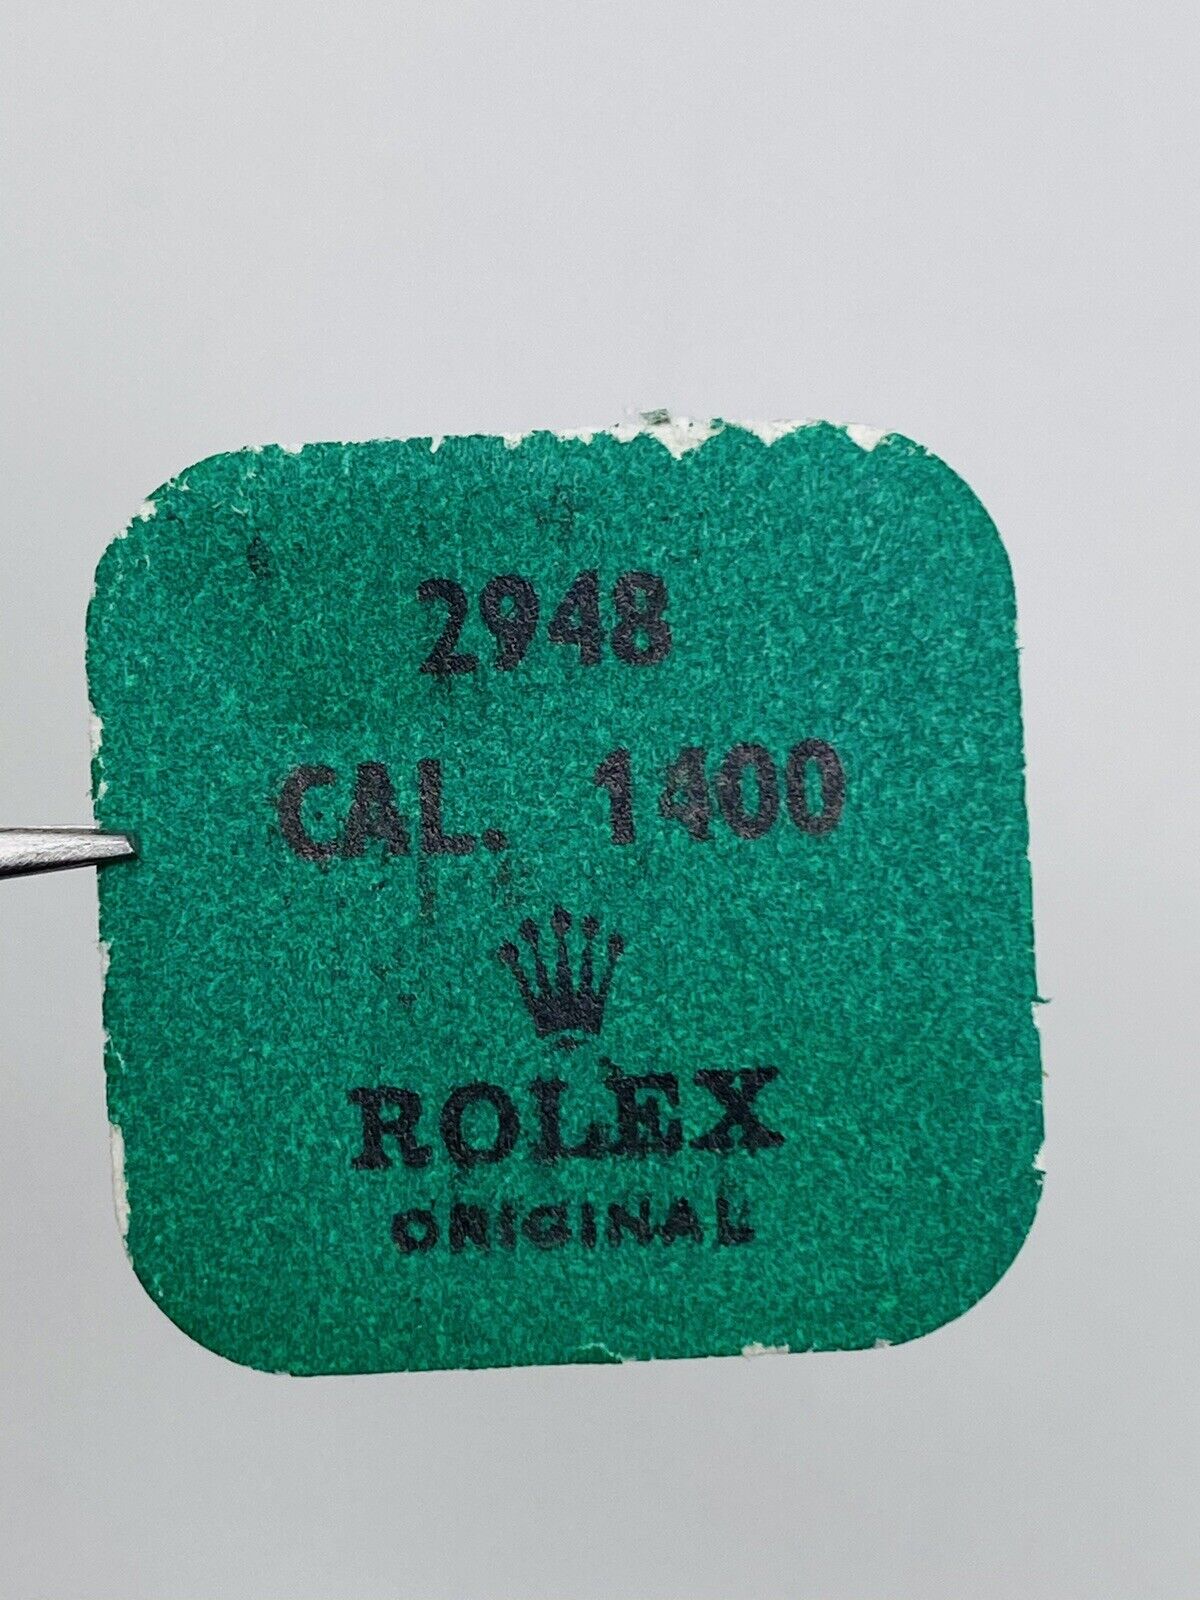 2948
CAL. 1400
ROLEX
ORIGINAL